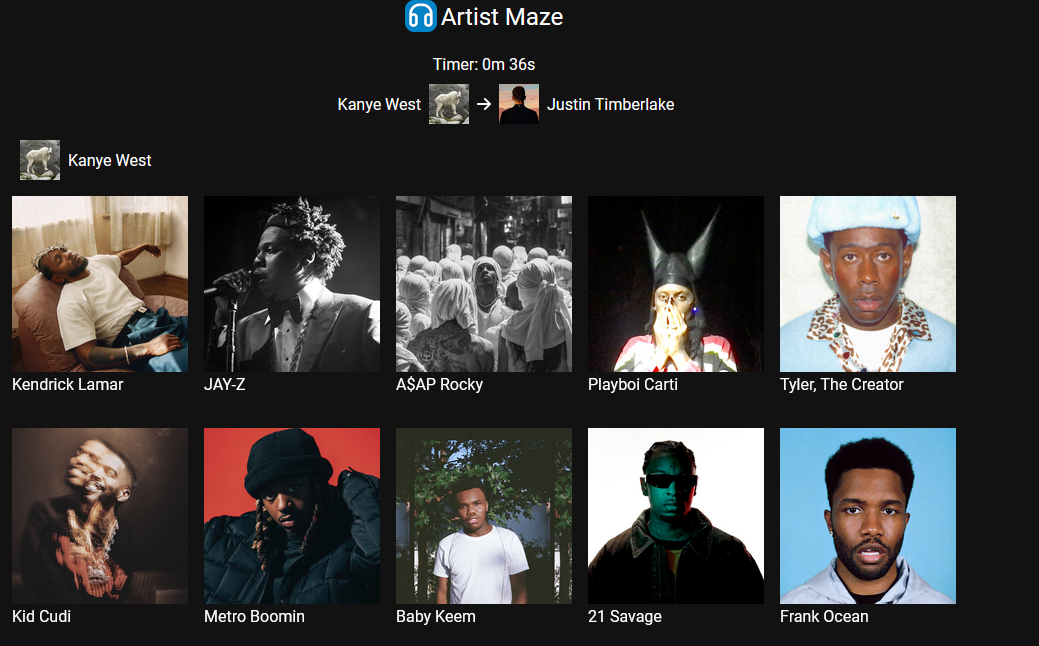 Artist Maze
Timer: 0m 36s
Kanye West → Justin Timberlake
Kanye West
Kendrick Lamar JAY-Z A$AP Rocky Playboi Carti Tyler, The Creator
Kid Cudi Metro Boomin Baby Keem 21 Savage Frank Ocean